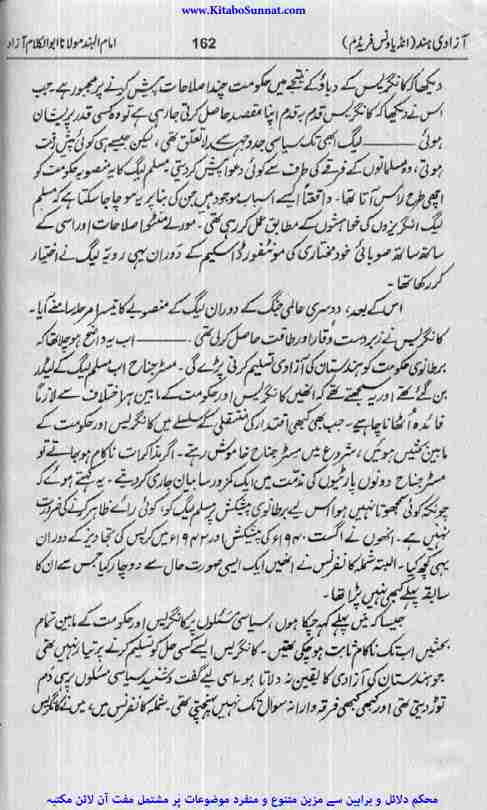 www.KitaboSunnat.com
آزادی ہند (انڈیا ونس فریڈم) 162 امام الہند مولانا ابوالکلام آزاد
دیکھا کہ کانگریس کے دباؤ کے نتیجے میں حکومت چند اصلاحات پیش کرنے پر مجبور ہے۔ جب
اس نے دیکھا کہ کانگریس قدم بہ قدم اپنا مقصد حاصل کرتی جا رہی ہے تو وہ کسی قدر پریشان
ہوئی ——— لیگ ابھی تک سیاسی جدوجہد سے لاتعلق تھی، لیکن جیسے ہی کوئی پیش رفت
ہوتی، وہ مسلمانوں کے فرقے کی طرف سے کوئی دعوا پیش کر دیتی۔ مسلم لیگ کا یہ منصوبہ حکومت کو
اچھی طرح راس آتا تھا۔ واقعتاً ایسے اسباب موجود ہیں جن کی بنا پر یہ سوچا جا سکتا ہے کہ مسلم
لیگ انگریزوں کی خواہشوں کے مطابق عمل کر رہی تھی۔ مورلے منٹو اصلاحات اور اسی کے
ساتھ ساتھ صوبائی خود مختاری کی مونٹفورڈ اسکیم کے دوران یہی رویہ لیگ نے اختیار
کر رکھا تھا۔
اس کے بعد، دوسری عالمی جنگ کے دوران لیگ کے منصوبے کا تیسرا مرحلہ سامنے آیا۔
کانگریس نے زبردست وقار اور طاقت حاصل کر لی تھی ——— اب یہ واضح ہو چلا تھا کہ
برطانوی حکومت کو ہندستان کی آزادی تسلیم کرنی پڑے گی۔ مسٹر جناح اب مسلم لیگ کے لیڈر
بن گئے تھے اور یہ سمجھتے تھے کہ انھیں کانگریس اور حکومت کے مابین ہر اختلاف سے لازماً
فائدہ اٹھانا چاہیے۔ جب بھی کبھی اقتدار کی منتقلی کے سلسلے میں کانگریس اور حکومت کے
مابین بحثیں ہوئیں، شروع میں مسٹر جناح خاموش رہتے۔ اگر مذاکرات ناکام ہو جاتے تو
مسٹر جناح دونوں پارٹیوں کی مذمت میں ایک کمزور سا بیان جاری کر دیتے۔ یہ کہتے ہوئے کہ
چونکہ کوئی سمجھوتا نہیں ہوا اس لیے برطانوی پیشکش پر مسلم لیگ کو، کوئی رائے ظاہر کرنے کی ضرورت
نہیں ہے۔ انھوں نے اگست ۱۹۴۰ء کی پیشکش اور ۱۹۴۲ء میں کرپس کی تجاویز کے دوران
یہی کچھ کیا۔ البتہ شملہ کانفرنس نے انھیں ایک ایسی صورت حال سے دوچار کیا جس سے ان کا
سابقہ پہلے کبھی نہیں پڑا تھا۔
جیسا کہ میں پہلے کہہ چکا ہوں، سیاسی مسئلوں پر کانگریس اور حکومت کے مابین تمام
بحثیں اب تک ناکام ثابت ہو چکی تھیں۔ کانگریس ایسے کسی حل کو تسلیم کرنے پر تیار نہیں تھی
جو ہندستان کی آزادی کا یقین نہ دلاتا ہو، اسی لیے گفت و شنید سیاسی مسئلوں پر ہی دم
توڑ دیتی تھی اور کبھی بھی فرقہ وارانہ سوال تک نہیں پہنچتی تھی۔ شملہ کانفرنس میں، میں نے کانگریس
محکم دلائل و براہین سے مزین متنوع و منفرد موضوعات پر مشتمل مفت آن لائن مکتبہ